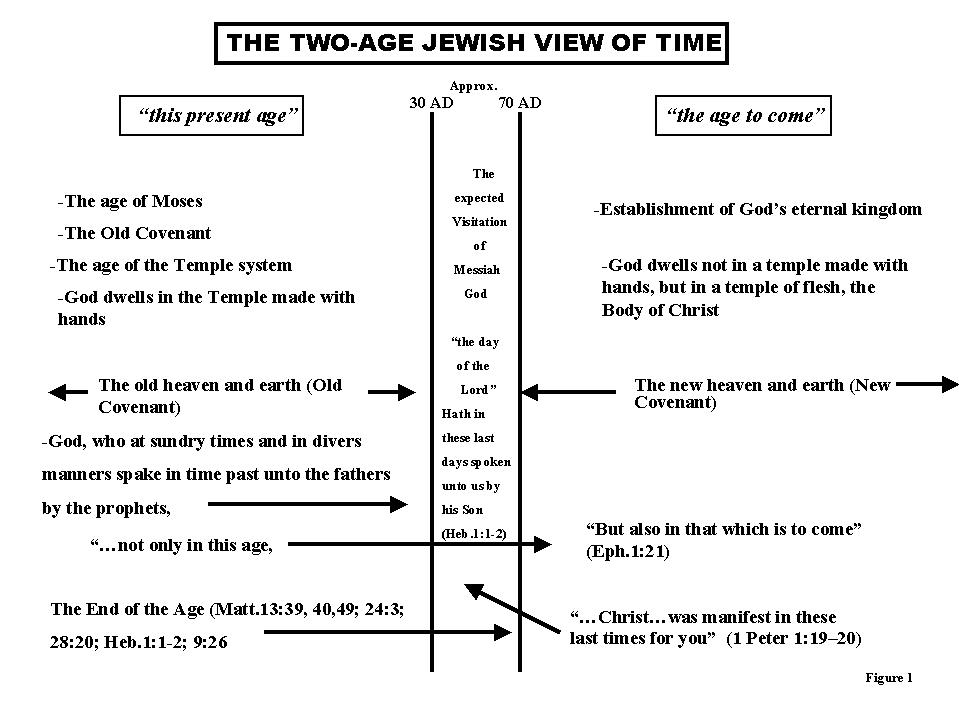 THE TWO-AGE JEWISH VIEW OF TIME
Approx.
30 AD 70 AD
“this present age”
“the age to come”
-The age of Moses
-The Old Covenant
-The age of the Temple system
-God dwells in the Temple made with
hands
The old heaven and earth (Old
Covenant)
-God, who at sundry times and in divers
manners spake in time past unto the fathers
by the prophets,
“…not only in this age,
The End of the Age (Matt.13:39, 40,49; 24:3;
28:20; Heb.1:1-2; 9:26
The
expected
Visitation
of
Messiah
God
“the day
of the
Lord”
Hath in
these last
days spoken
unto us by
his Son
(Heb.1:1-2)
-Establishment of God’s eternal kingdom
-God dwells not in a temple made with
hands, but in a temple of flesh, the
Body of Christ
The new heaven and earth (New
Covenant)
“But also in that which is to come”
(Eph.1:21)
“…Christ…was manifest in these
last times for you” (1 Peter 1:19–20)
Figure 1